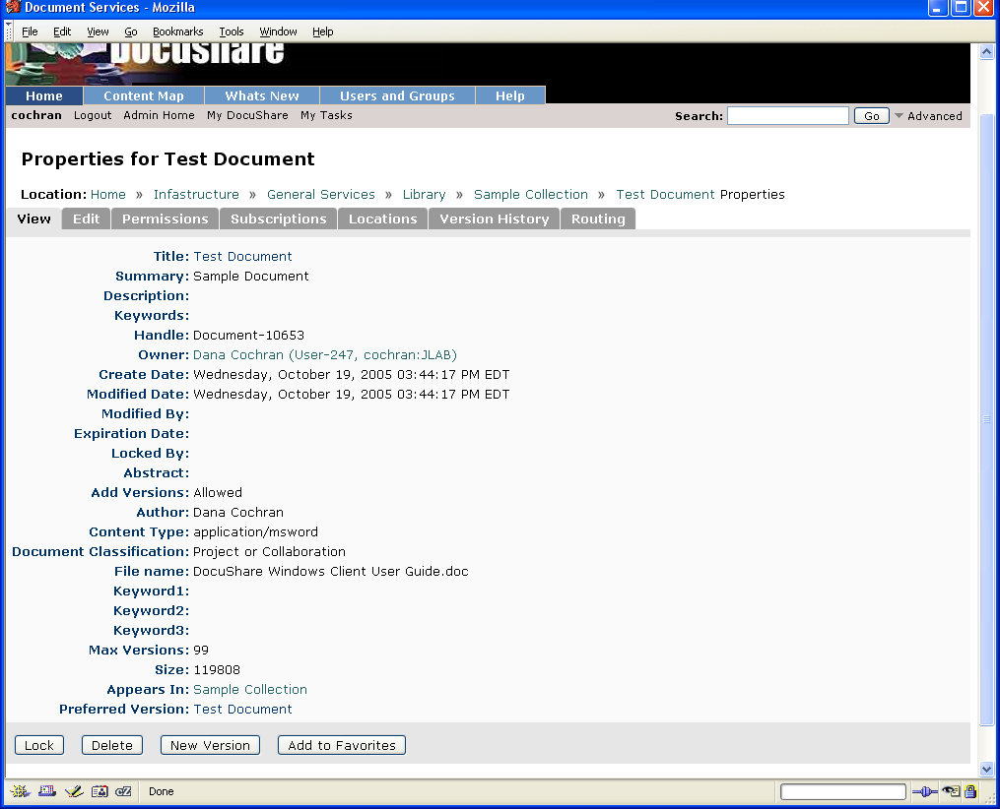 Document Services - Mozilla
File Edit View Go Bookmarks Tools Window Help
Docushare
Home Content Map Whats New Users and Groups Help
cochran Logout Admin Home My DocuShare My Tasks Search: Go Advanced
Properties for Test Document
Location: Home » Infastructure » General Services » Library » Sample Collection » Test Document Properties
View Edit Permissions Subscriptions Locations Version History Routing
Title: Test Document
Summary: Sample Document
Description:
Keywords:
Handle: Document-10653
Owner: Dana Cochran (User-247, cochran:JLAB)
Create Date: Wednesday, October 19, 2005 03:44:17 PM EDT
Modified Date: Wednesday, October 19, 2005 03:44:17 PM EDT
Modified By:
Expiration Date:
Locked By:
Abstract:
Add Versions: Allowed
Author: Dana Cochran
Content Type: application/msword
Document Classification: Project or Collaboration
File name: DocuShare Windows Client User Guide.doc
Keyword1:
Keyword2:
Keyword3:
Max Versions: 99
Size: 119808
Appears In: Sample Collection
Preferred Version: Test Document
Lock Delete New Version Add to Favorites
Done